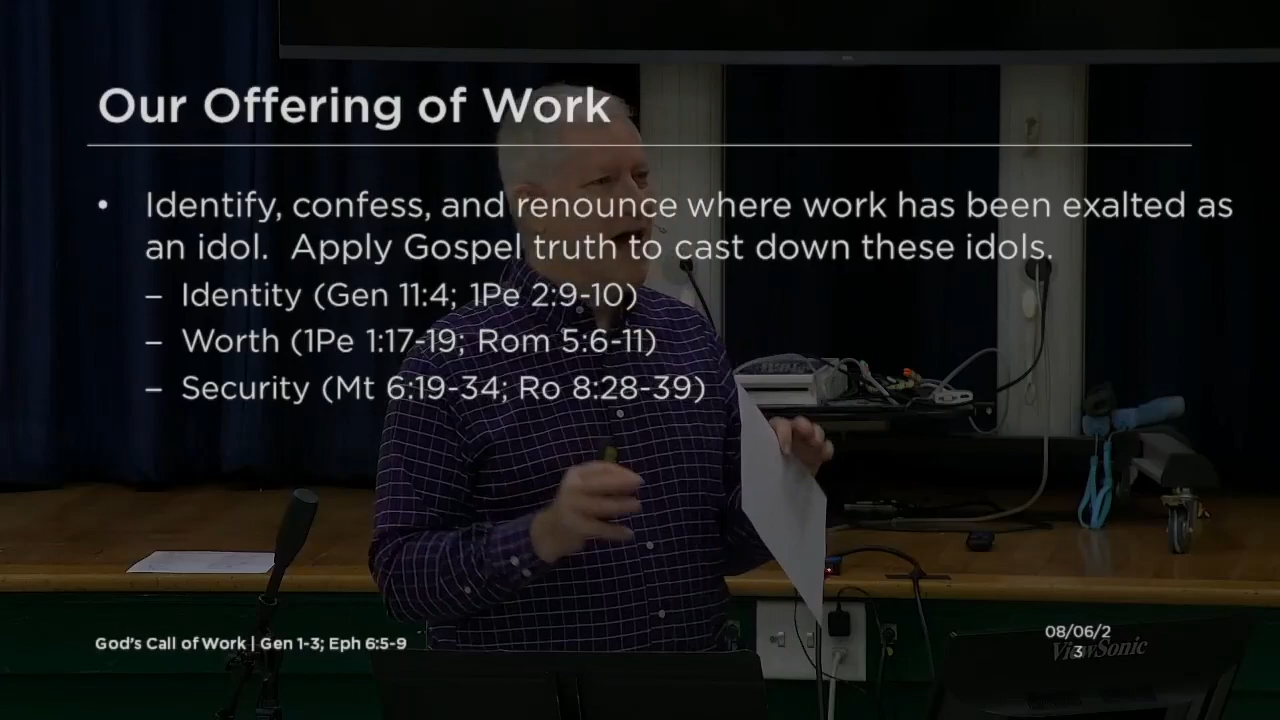 Our Offering of Work
• Identify, confess, and renounce where work has been exalted as
an idol.  Apply Gospel truth to cast down these idols.
– Identity (Gen 11:4; 1Pe 2:9-10)
– Worth (1Pe 1:17-19; Rom 5:6-11)
– Security (Mt 6:19-34; Ro 8:28-39)
God's Call of Work | Gen 1-3; Eph 6:5-9
08/06/2
3
ViewSonic